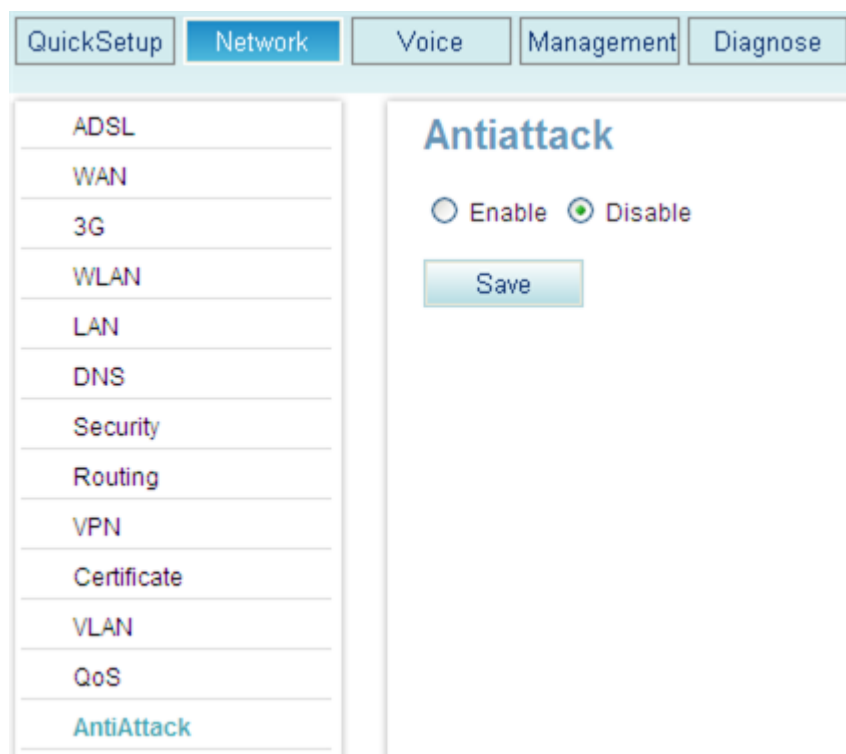 QuickSetup Network Voice Management Diagnose
ADSL
WAN
3G
WLAN
LAN
DNS
Security
Routing
VPN
Certificate
VLAN
QoS
AntiAttack
Antiattack
Enable Disable
Save